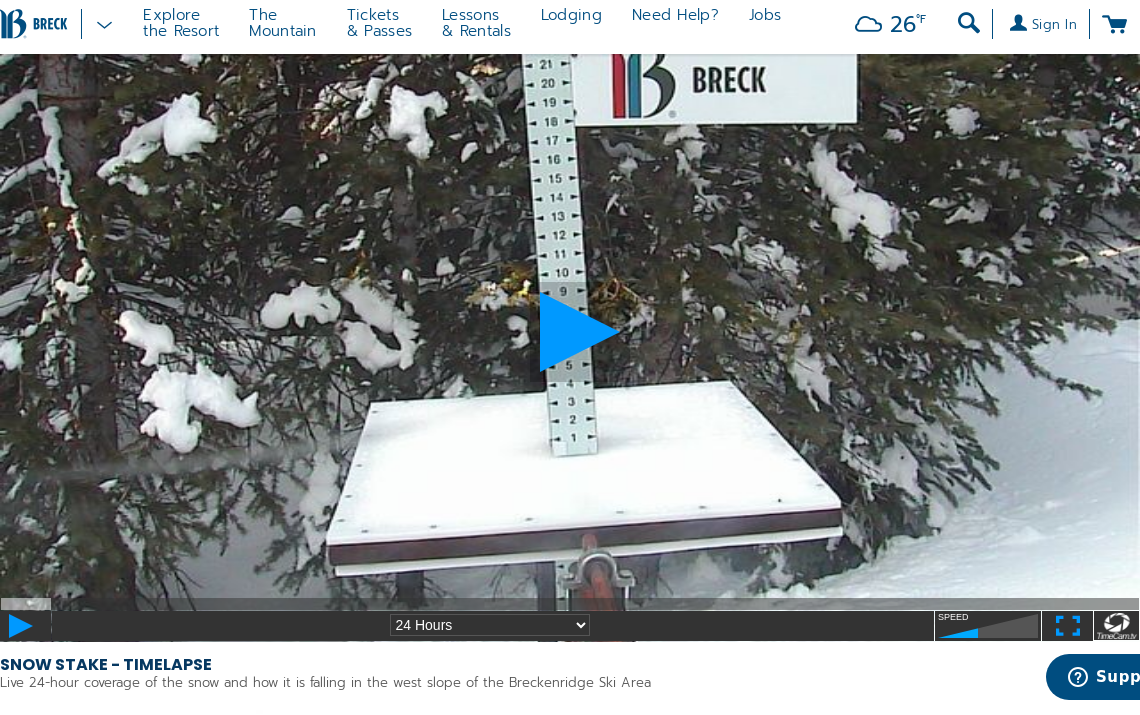 BRECK
Explore
the Resort
The
Mountain
Tickets
& Passes
Lessons
& Rentals
Lodging
Need Help?
Jobs
26°F
Sign In
BRECK
21
20
19
18
17
16
15
14
13
12
11
10
9
5
4
3
2
1
24 Hours
SPEED
TimeCam.tv
SNOW STAKE - TIMELAPSE
Live 24-hour coverage of the snow and how it is falling in the west slope of the Breckenridge Ski Area
Supp